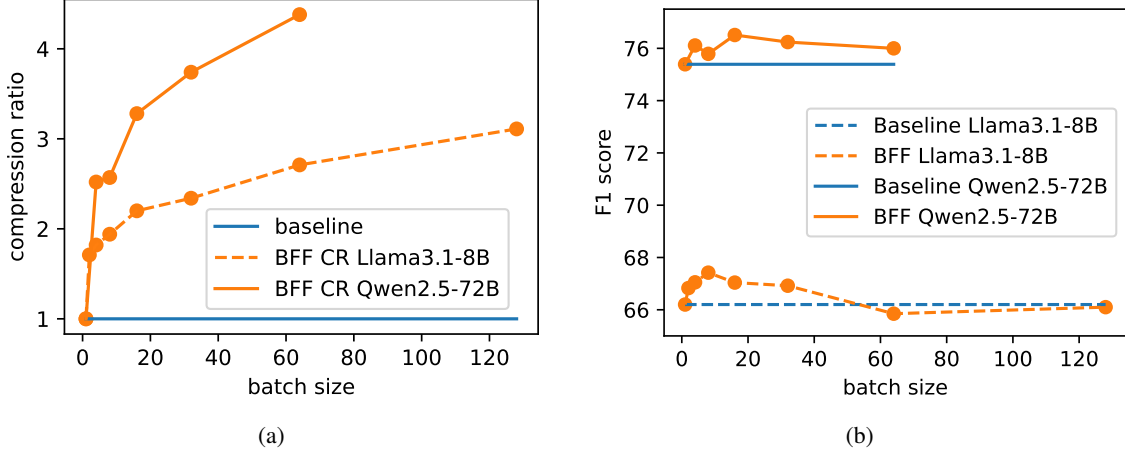 compression ratio
4
3
2
1
baseline
BFF CR Llama3.1-8B
BFF CR Qwen2.5-72B
0 20 40 60 80 100 120
batch size
(a)
F1 score
76
74
72
70
68
66
Baseline Llama3.1-8B
BFF Llama3.1-8B
Baseline Qwen2.5-72B
BFF Qwen2.5-72B
0 20 40 60 80 100 120
batch size
(b)